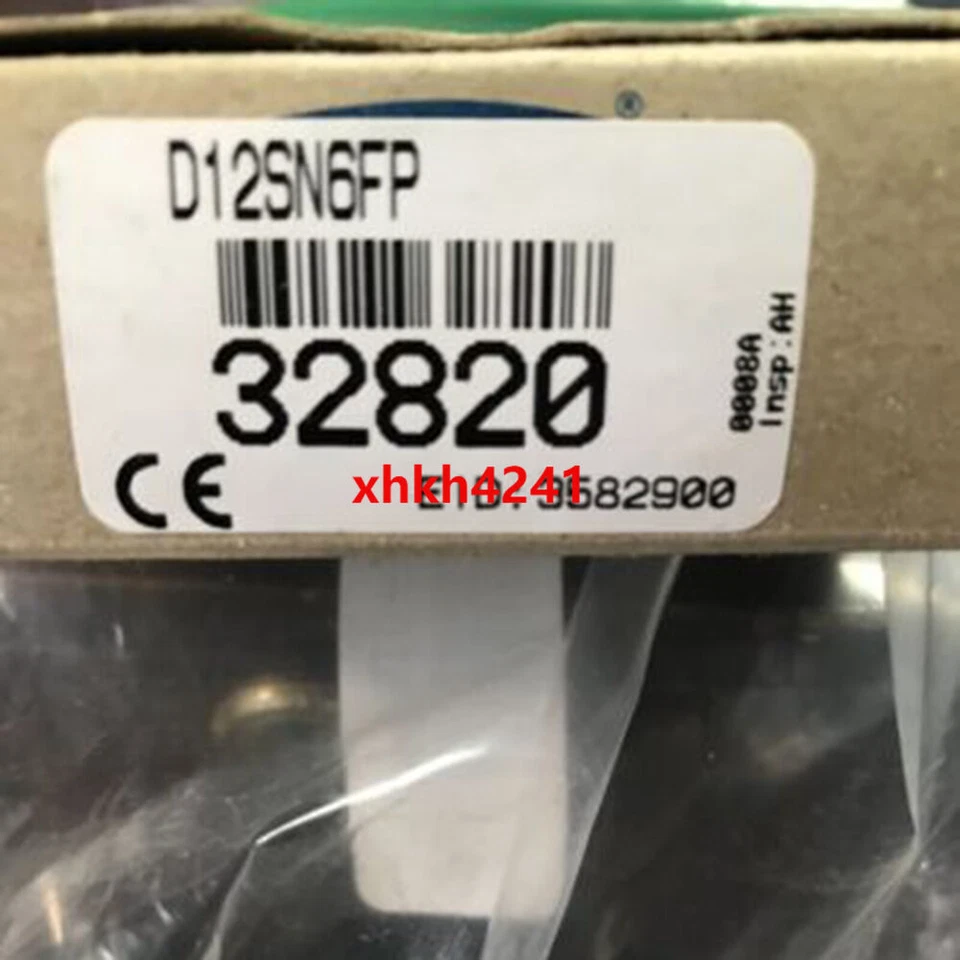 ®
D12SN6FP
32820
0008A
Insp:AH
CE
xhkh4241